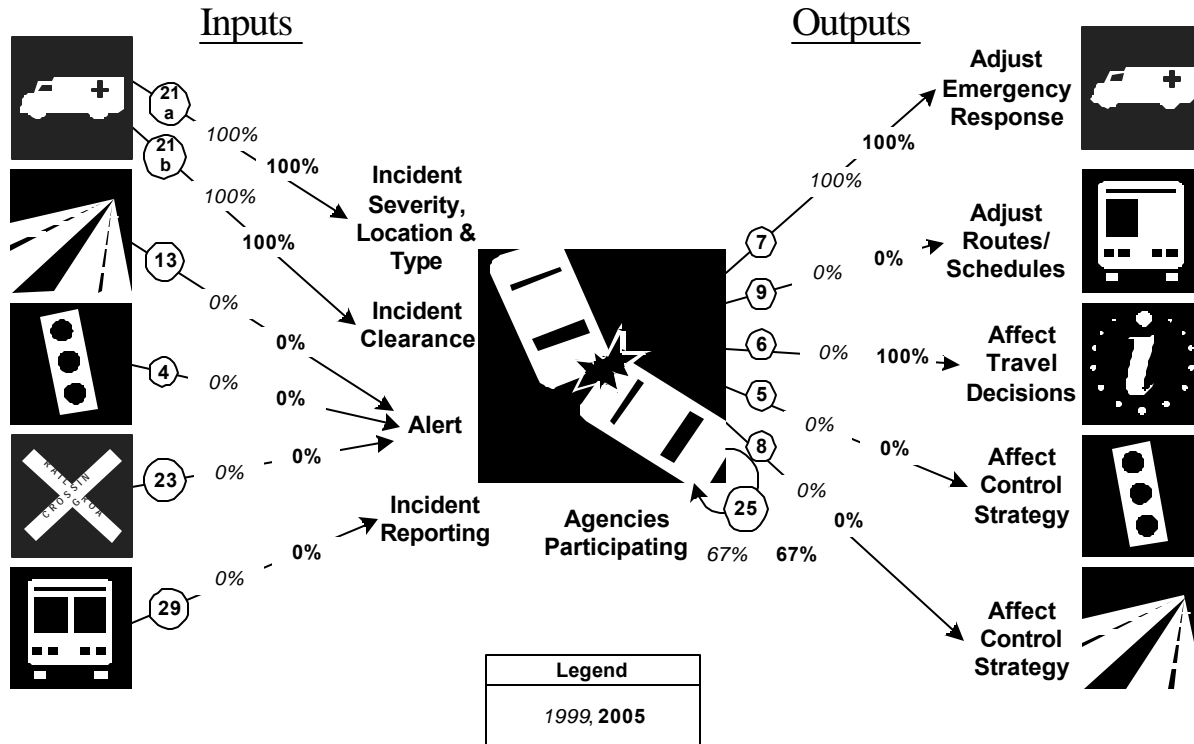 Inputs
Outputs
21
a
21
b
100%
100%
100%
100%
Incident
Severity,
Location &
Type
Incident
Clearance
13
0%
0%
4
0%
0%
Alert
23
0%
0%
RAIL
ROAD
CROSSING
29
0%
0%
Incident
Reporting
Agencies
Participating
25
67% 67%
7
100%
100%
Adjust
Emergency
Response
9
0%
0%
Adjust
Routes/
Schedules
6
0%
100%
Affect
Travel
Decisions
i
5
0%
0%
Affect
Control
Strategy
8
0%
0%
Affect
Control
Strategy
Legend
1999, 2005